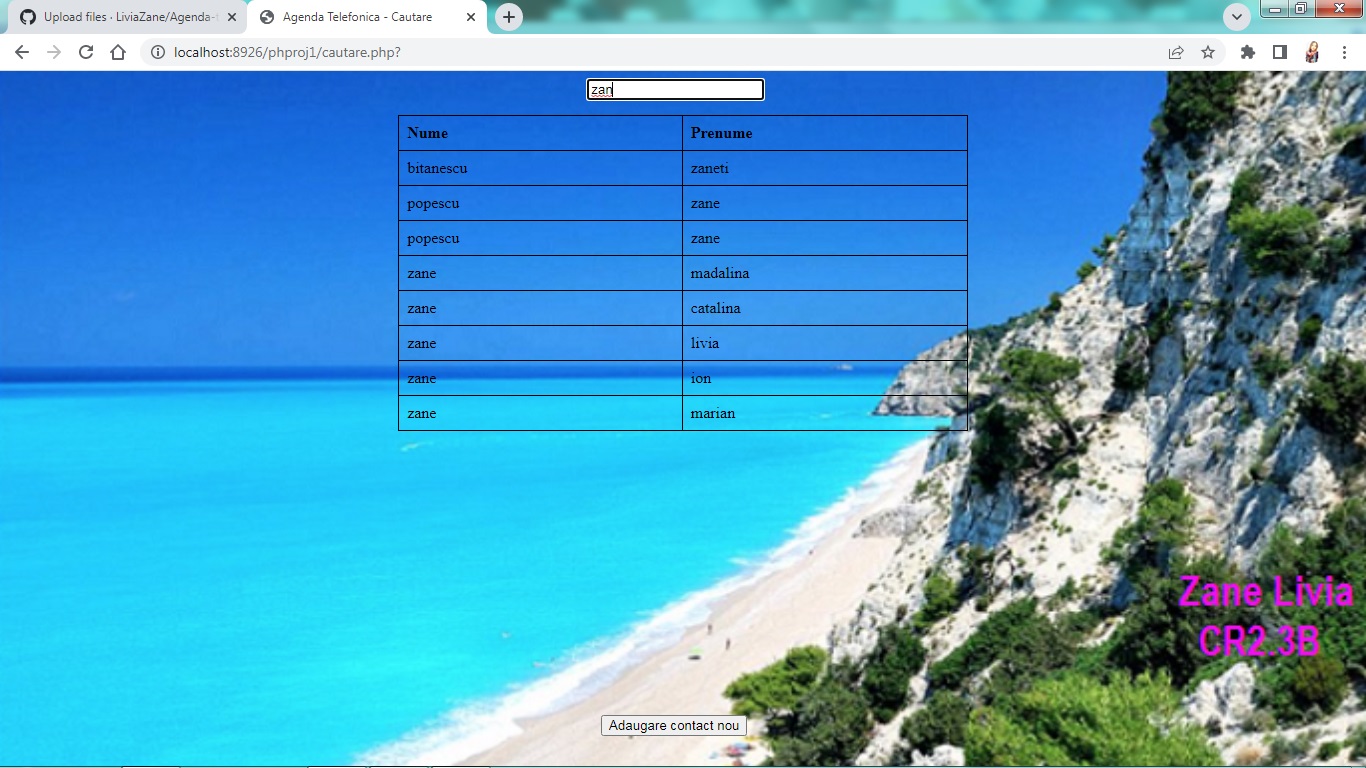 Upload files · LiviaZane/Agenda-t
Agenda Telefonica - Cautare
localhost:8926/phproj1/cautare.php?
zan
Nume Prenume
bitanescu zaneti
popescu zane
popescu zane
zane madalina
zane catalina
zane livia
zane ion
zane marian
Zane Livia
CR2.3B
Adaugare contact nou